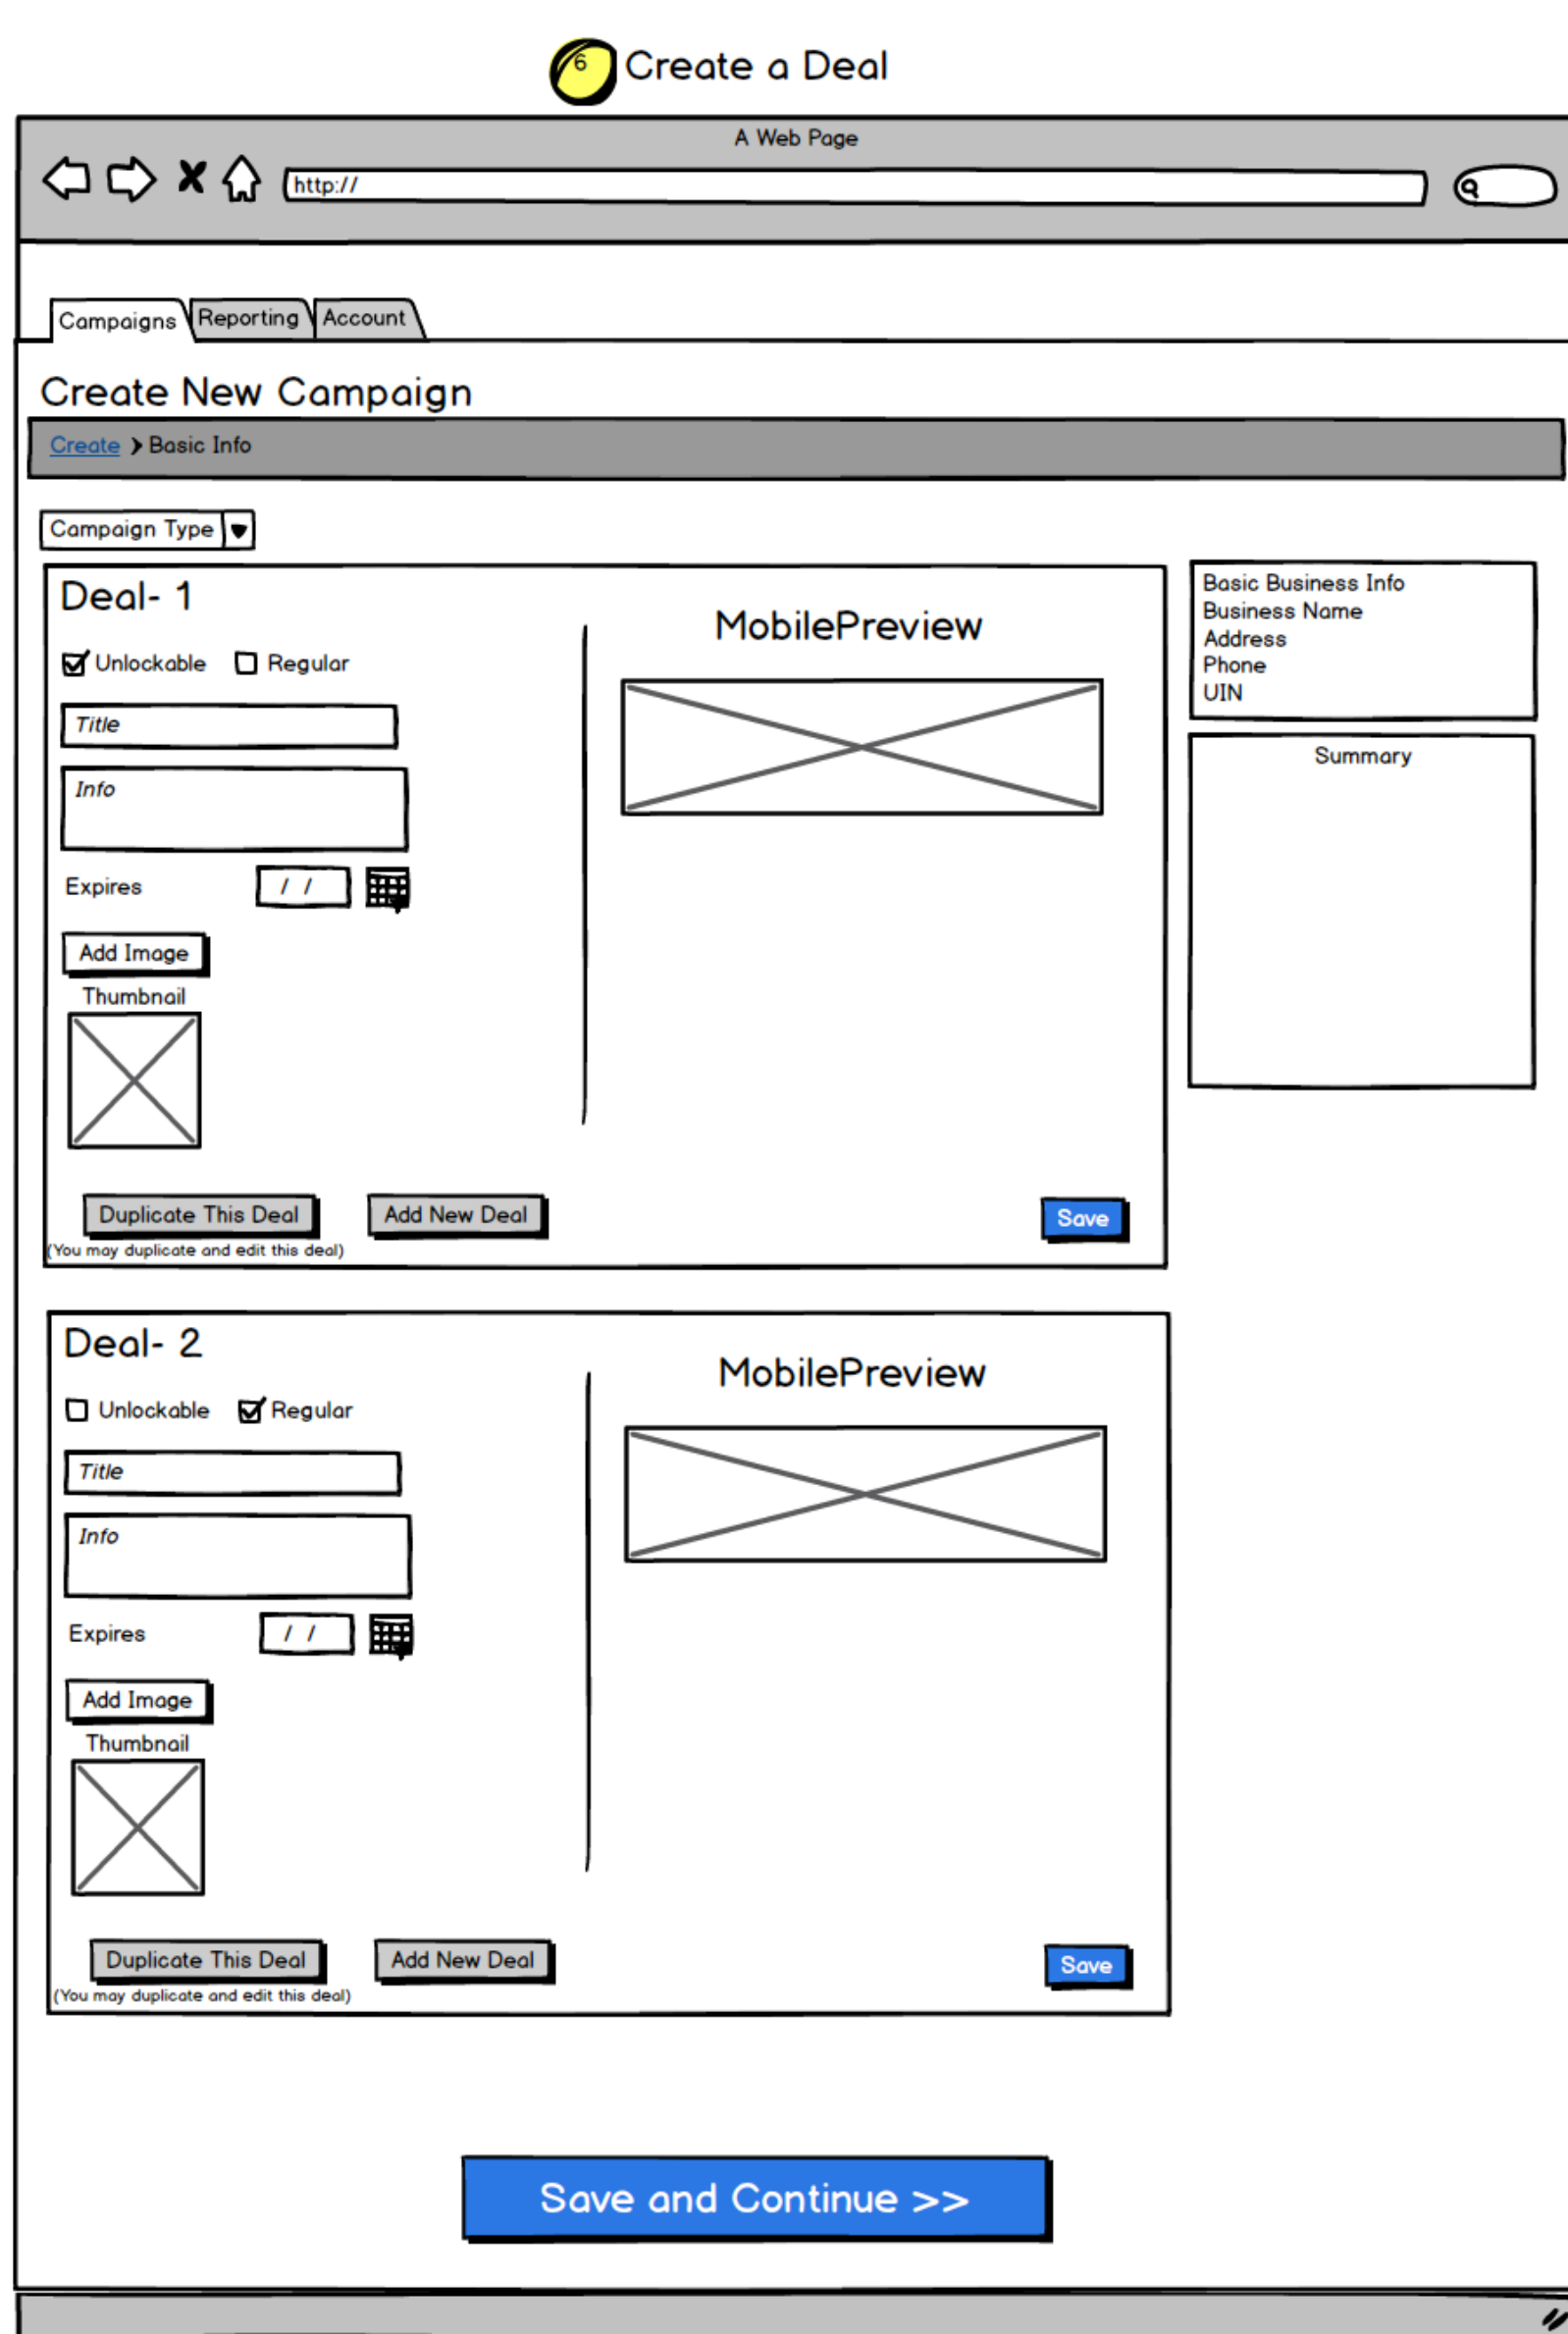 6 Create a Deal
A Web Page
http://
Campaigns Reporting Account
Create New Campaign
Create Basic Info
Campaign Type
Deal- 1
Unlockable Regular
Title
Info
Expires / /
Add Image
Thumbnail
Duplicate This Deal Add New Deal
(You may duplicate and edit this deal)
MobilePreview
Save
Basic Business Info
Business Name
Address
Phone
UIN
Summary
Deal- 2
Unlockable Regular
Title
Info
Expires / /
Add Image
Thumbnail
Duplicate This Deal Add New Deal
(You may duplicate and edit this deal)
MobilePreview
Save
Save and Continue >>